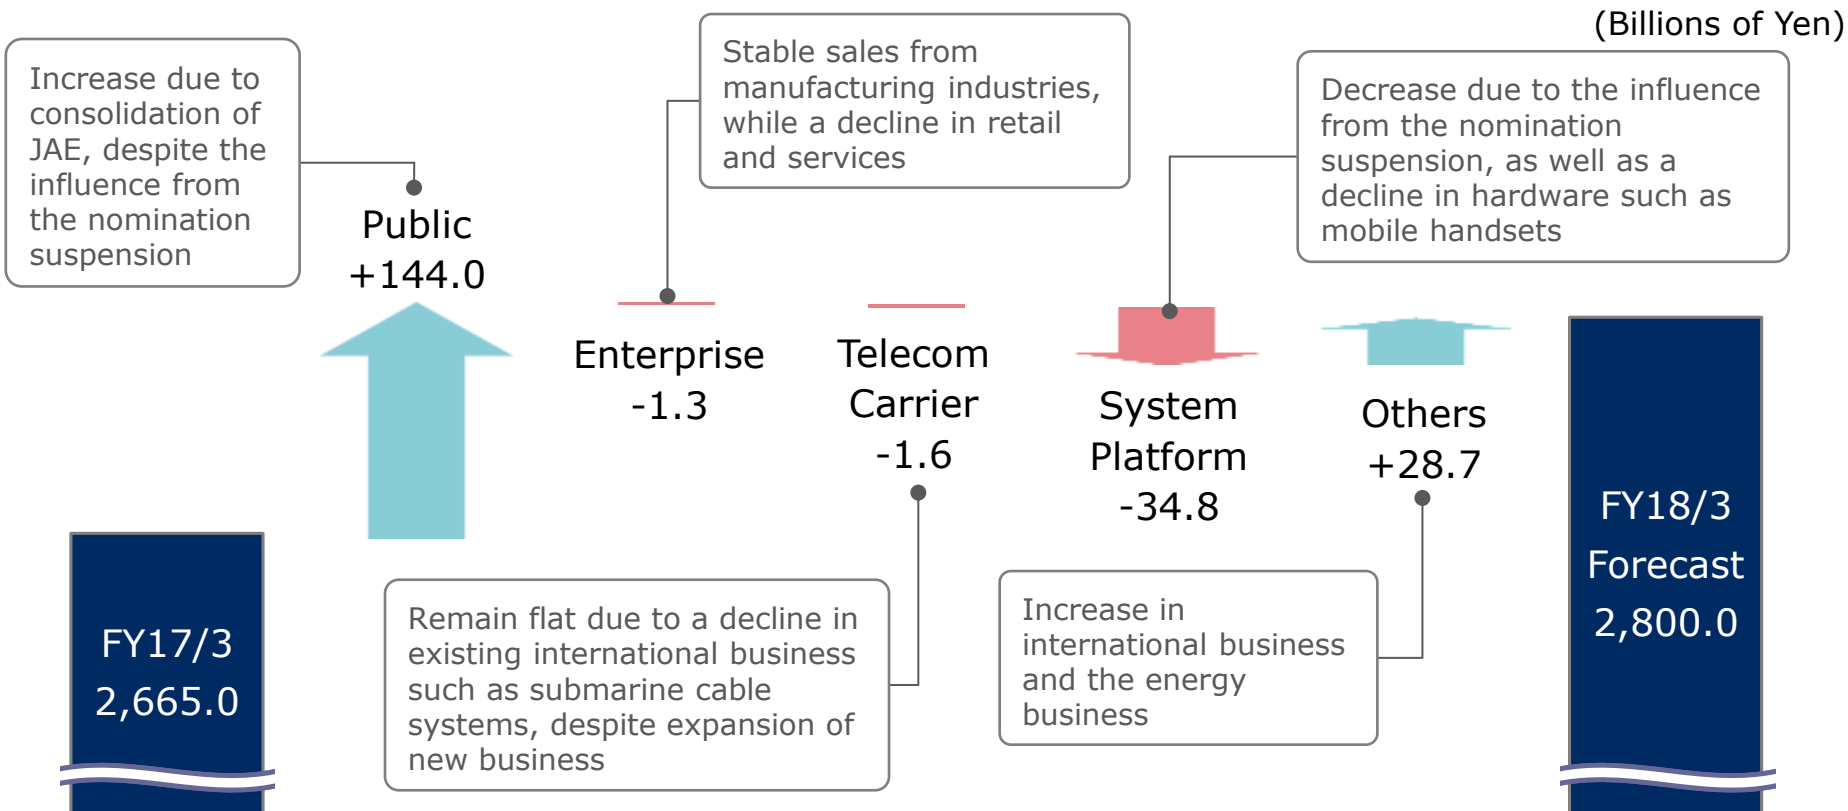 (Billions of Yen)
Increase due to
consolidation of
JAE, despite the
influence from
the nomination
suspension
Public
+144.0
Stable sales from
manufacturing industries,
while a decline in retail
and services
Enterprise
-1.3
Telecom
Carrier
-1.6
Decrease due to the influence
from the nomination
suspension, as well as a
decline in hardware such as
mobile handsets
System
Platform
-34.8
Others
+28.7
FY17/3
2,665.0
Remain flat due to a decline in
existing international business
such as submarine cable
systems, despite expansion of
new business
Increase in
international business
and the energy
business
FY18/3
Forecast
2,800.0